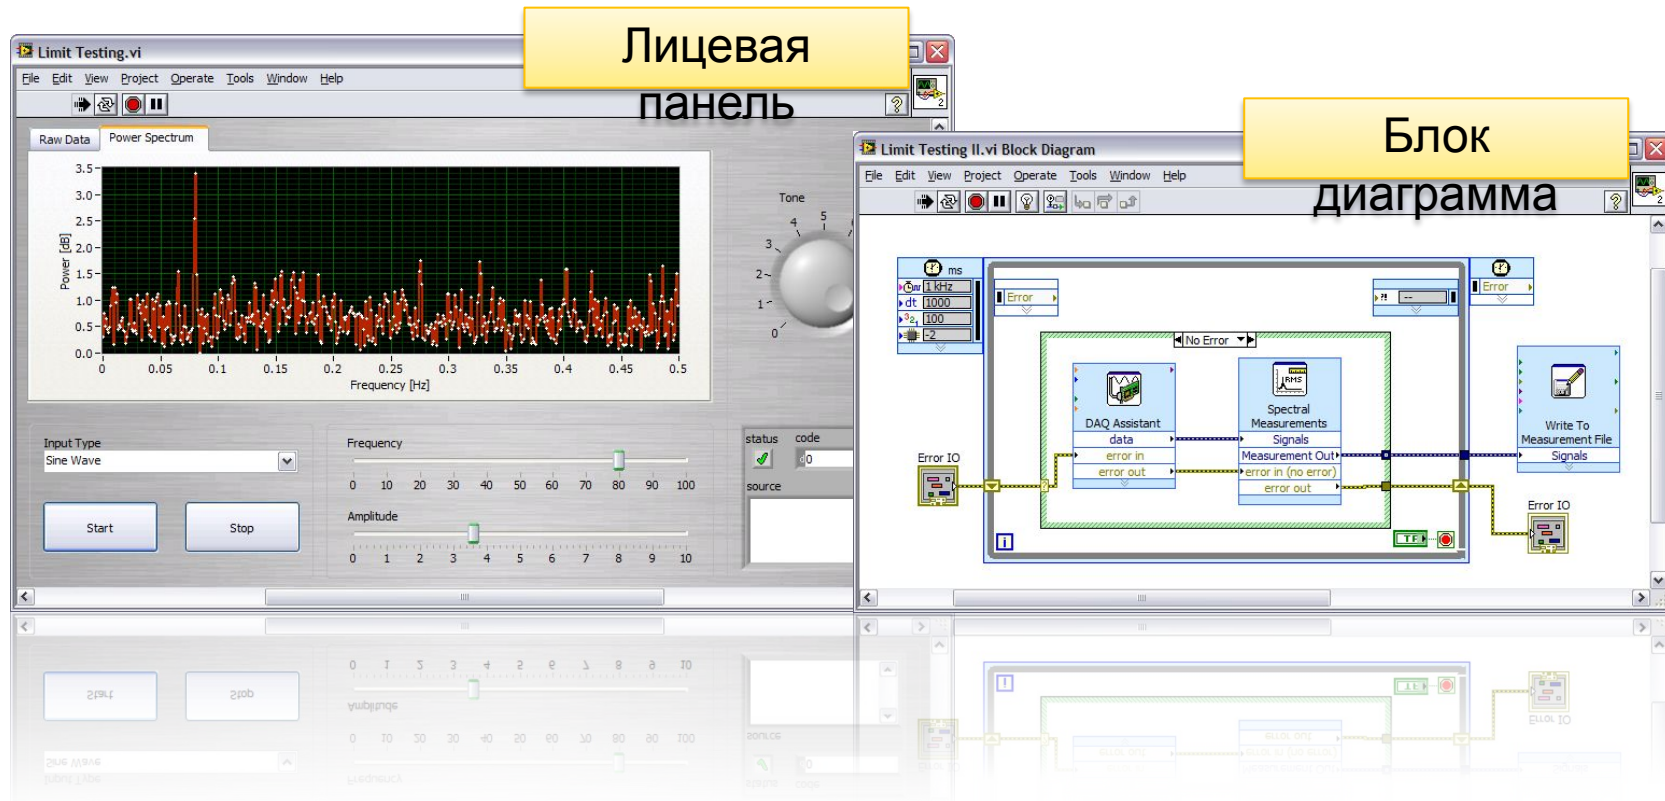 Лицевая
панель
Limit Testing.vi
File Edit View Project Operate Tools Window Help
2
Raw Data Power Spectrum
3.5
3.0
2.5
2.0
1.5
1.0
0.5
0.0
Power [dB]
0 0.05 0.1 0.15 0.2 0.25 0.3 0.35 0.4 0.45 0.5
Frequency [Hz]
Tone
0 1 2 3 4 5
Input Type
Sine Wave
Start Stop
Frequency
0 10 20 30 40 50 60 70 80 90 100
Amplitude
0 1 2 3 4 5 6 7 8 9 10
status code
0
source
Блок
диаграмма
Limit Testing II.vi Block Diagram
File Edit View Project Operate Tools Window Help
2
ms
1 kHz
dt 1000
100
-2
Error
?! --
Error
No Error
DAQ Assistant
data
error in
error out
RMS
Spectral
Measurements
Signals
Measurement Out
error in (no error)
error out
Write To
Measurement File
Signals
Error IO
Error IO
i
TF